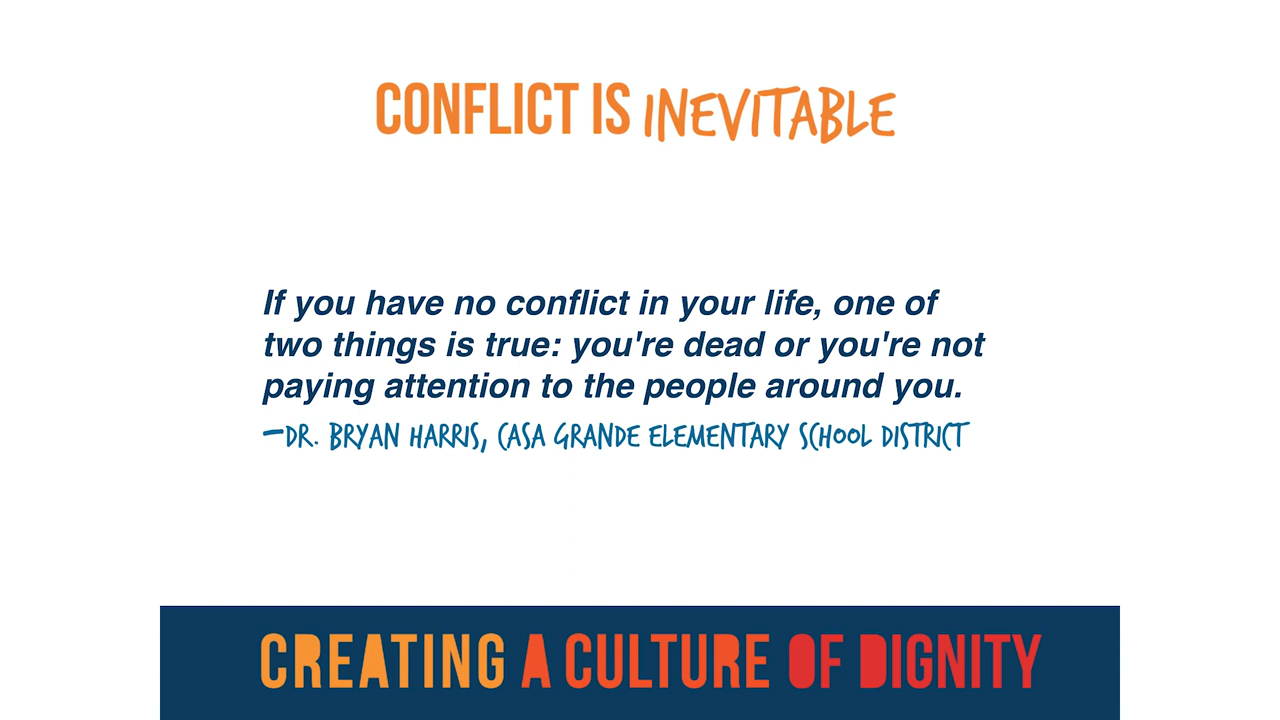 CONFLICT IS INEVITABLE
If you have no conflict in your life, one of
two things is true: you're dead or you're not
paying attention to the people around you.
–DR. BRYAN HARRIS, CASA GRANDE ELEMENTARY SCHOOL DISTRICT
CREATING A CULTURE OF DIGNITY